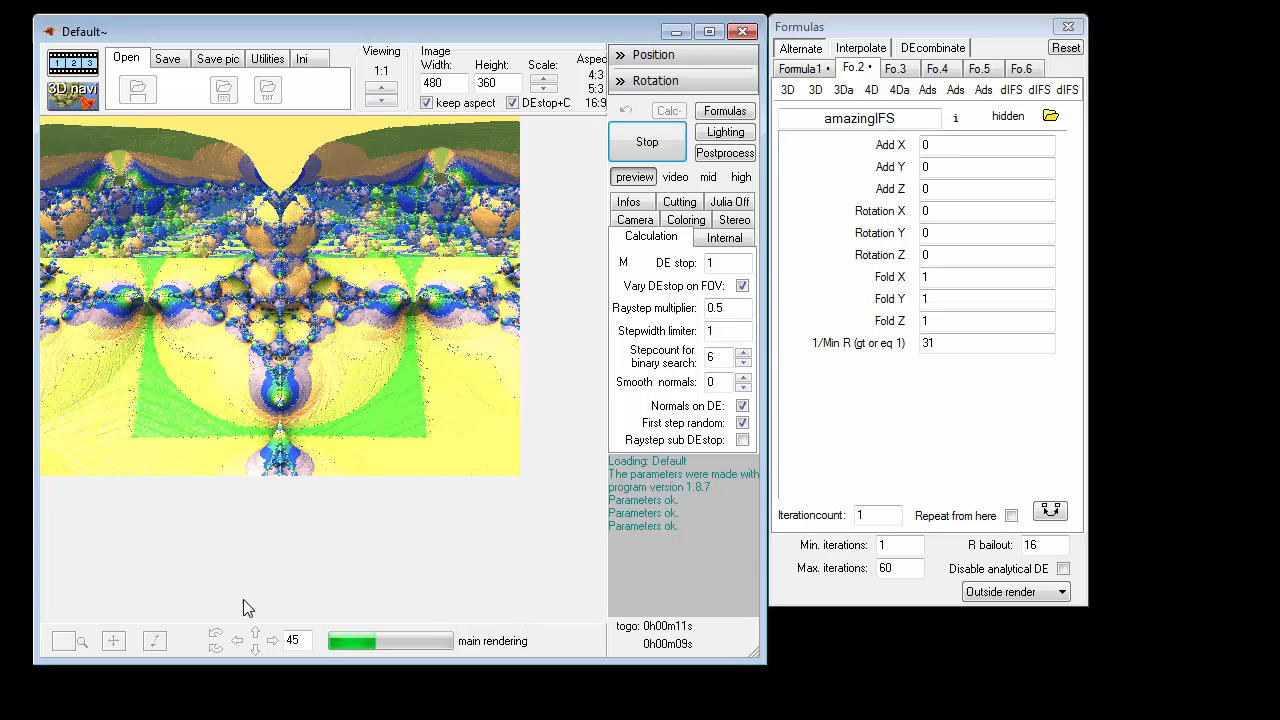 Default~
Open Save Save pic Utilities Ini
1 2 3
3D navi
TXT
Viewing
1:1
Image
Width: Height: Scale: Aspec
480 360
4:3
5:3
16:9
keep aspect DEstop+C
Position
Rotation
Calc- Formulas
Stop Lighting
Postprocess
preview video mid high
Infos Cutting Julia Off
Camera Coloring Stereo
Calculation Internal
M DE stop: 1
Vary DEstop on FOV:
Raystep multiplier: 0.5
Stepwidth limiter: 1
Stepcount for
binary search: 6
Smooth normals: 0
Normals on DE:
First step random:
Raystep sub DEstop:
Loading: Default
The parameters were made with
program version 1.8.7
Parameters ok.
Parameters ok.
Parameters ok.
45 main rendering
togo: 0h00m11s
0h00m09s
Formulas
Alternate Interpolate DEcombinate Reset
Formula1 • Fo.2 • Fo.3 Fo.4 Fo.5 Fo.6
3D 3D 3Da 4D 4Da Ads Ads Ads dIFS dIFS dIFS
amazingIFS i hidden
Add X 0
Add Y 0
Add Z 0
Rotation X 0
Rotation Y 0
Rotation Z 0
Fold X 1
Fold Y 1
Fold Z 1
1/Min R (gt or eq 1) 31
Iterationcount: 1 Repeat from here
Min. iterations: 1 R bailout: 16
Max. iterations: 60 Disable analytical DE
Outside render